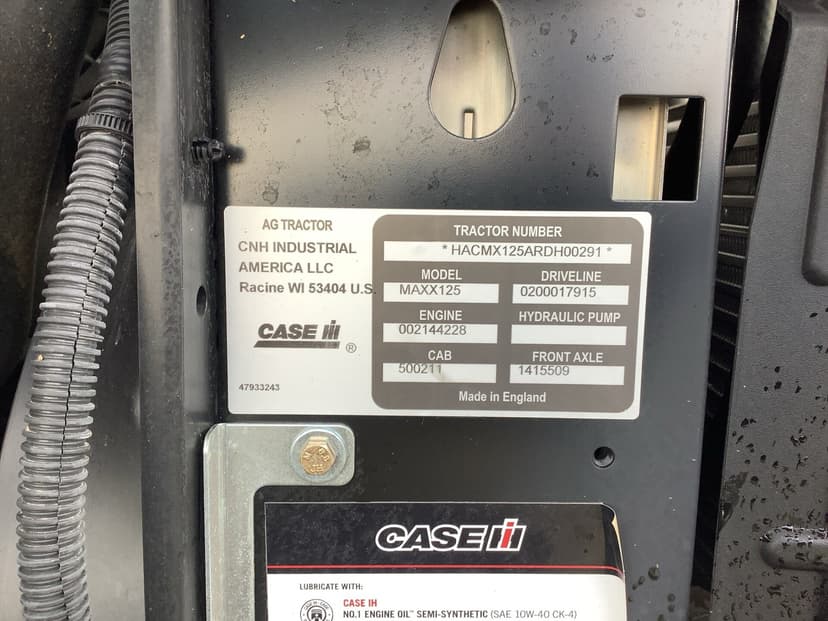 AG TRACTOR
CNH INDUSTRIAL
AMERICA LLC
Racine WI 53404 U.S.
CASE IH
®
47933243
TRACTOR NUMBER
*HACMX125ARDH00291*
MODEL DRIVELINE
MAXX125 0200017915
ENGINE HYDRAULIC PUMP
002144228
CAB FRONT AXLE
500211 1415509
Made in England
CASE IH
LUBRICATE WITH:
CASE IH
NO.1 ENGINE OIL™ SEMI-SYNTHETIC (SAE 10W-40 CK-4)